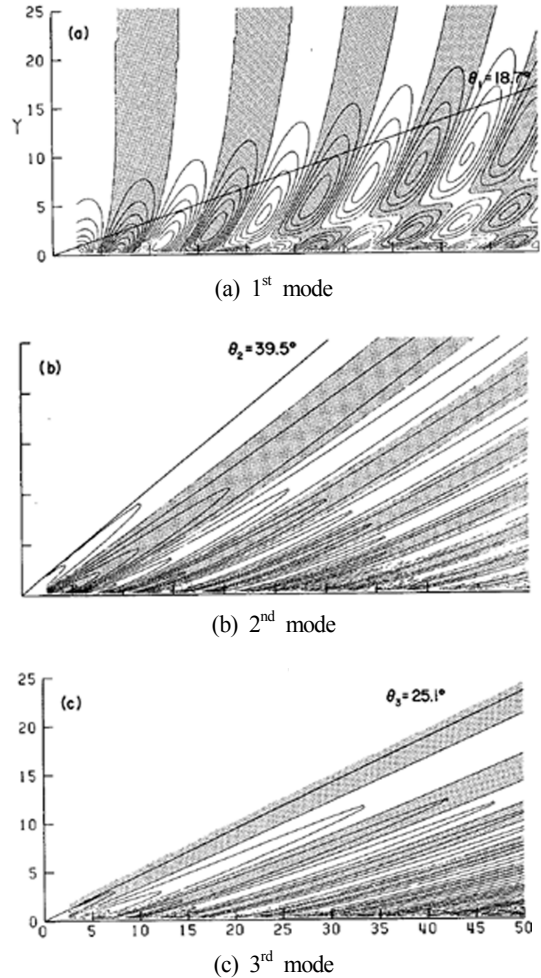 25
(a)
θ₁=18.7°
20
-Y
15
10
5
0
(a) 1st mode
(b)
θ₂=39.5°
(b) 2nd mode
25
(c)
θ₃=25.1°
20
15
10
5
0
0 5 10 15 20 25 30 35 40 45 50
(c) 3rd mode